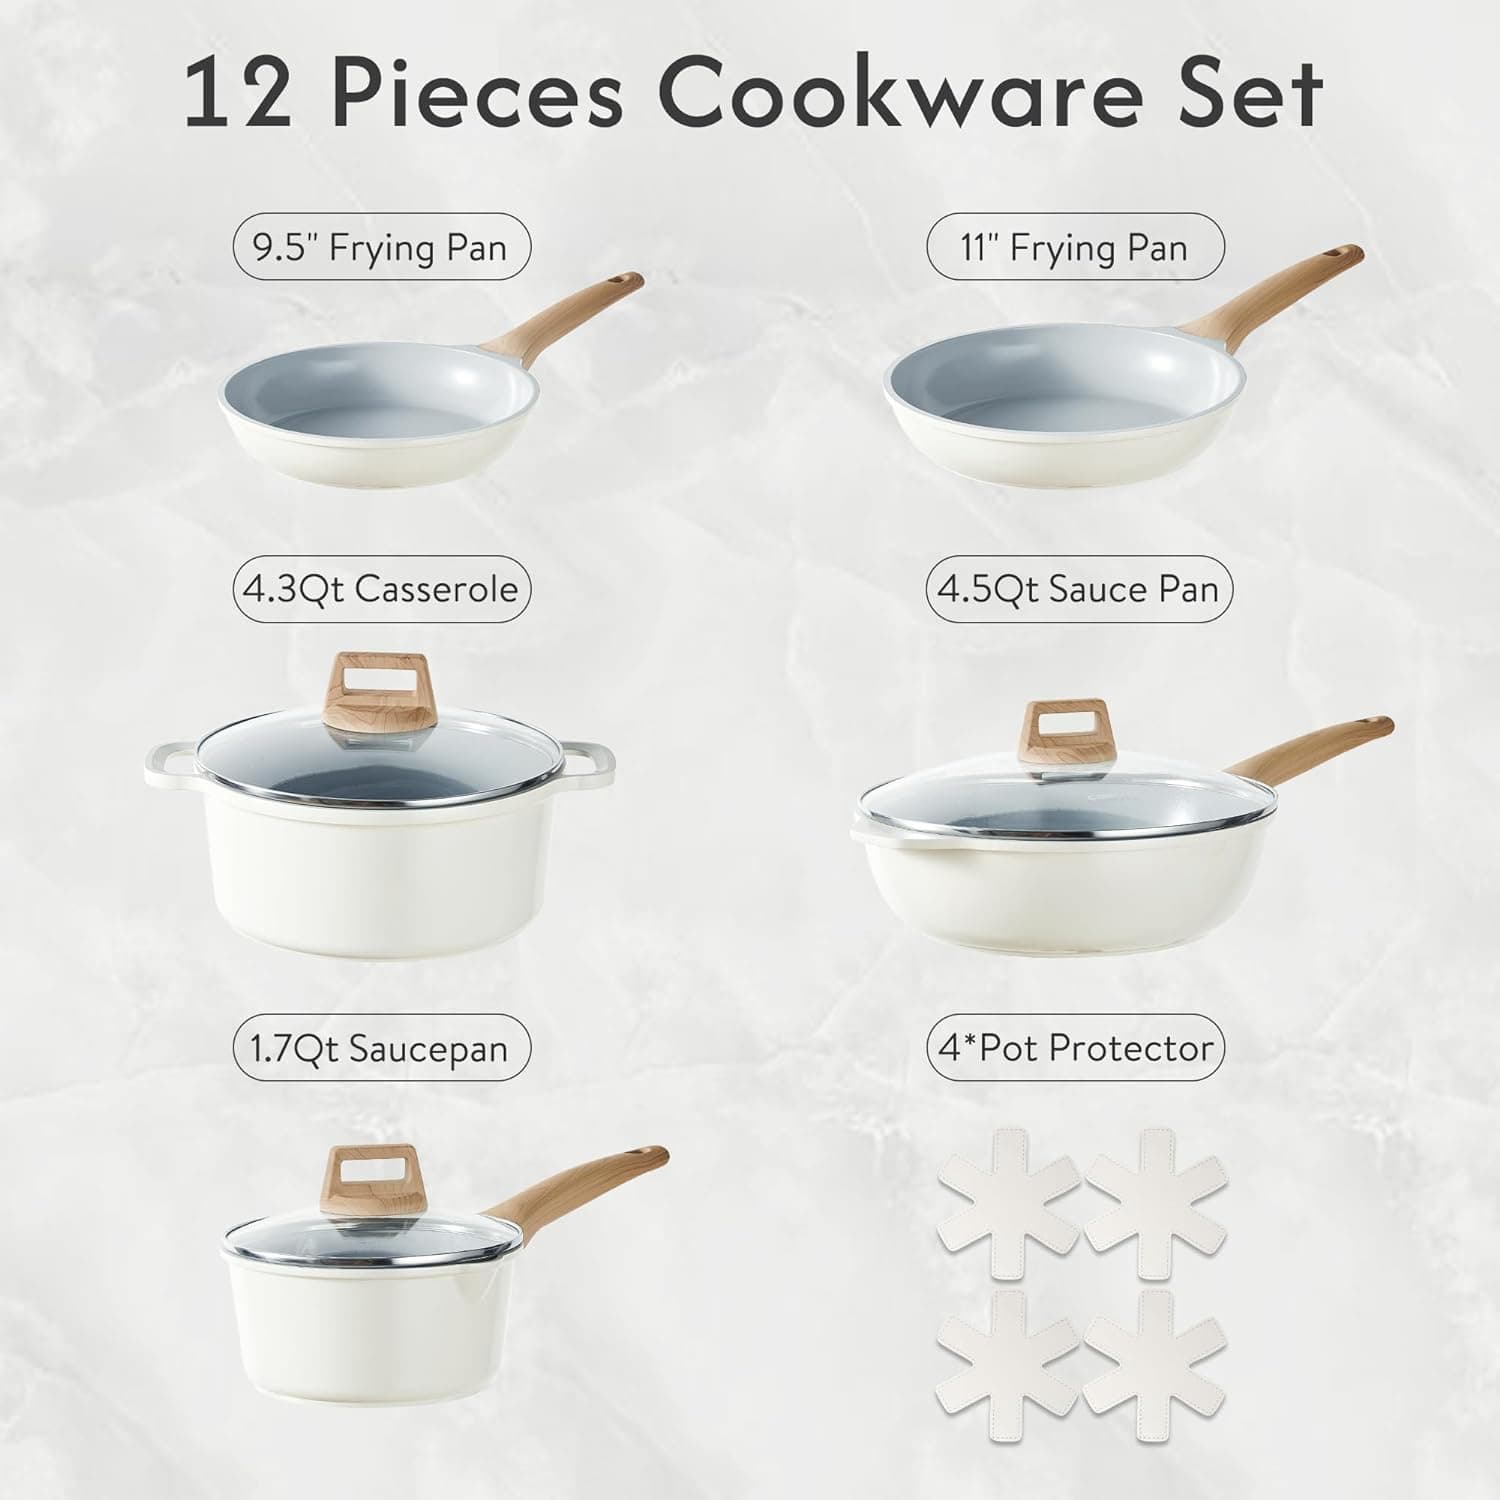 12 Pieces Cookware Set
9.5" Frying Pan
11" Frying Pan
4.3Qt Casserole
4.5Qt Sauce Pan
1.7Qt Saucepan
4*Pot Protector